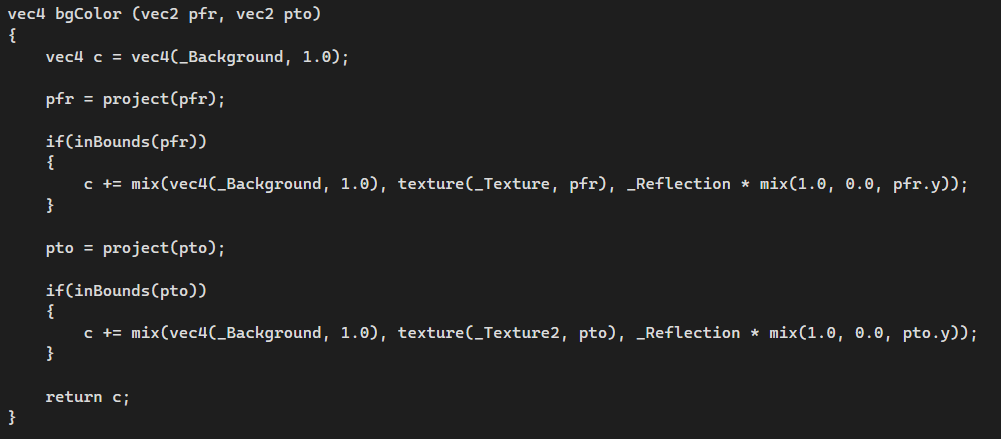 vec4 bgColor (vec2 pfr, vec2 pto)
{
    vec4 c = vec4(_Background, 1.0);

    pfr = project(pfr);

    if(inBounds(pfr))
    {
        c += mix(vec4(_Background, 1.0), texture(_Texture, pfr), _Reflection * mix(1.0, 0.0, pfr.y));
    }

    pto = project(pto);

    if(inBounds(pto))
    {
        c += mix(vec4(_Background, 1.0), texture(_Texture2, pto), _Reflection * mix(1.0, 0.0, pto.y));
    }

    return c;
}